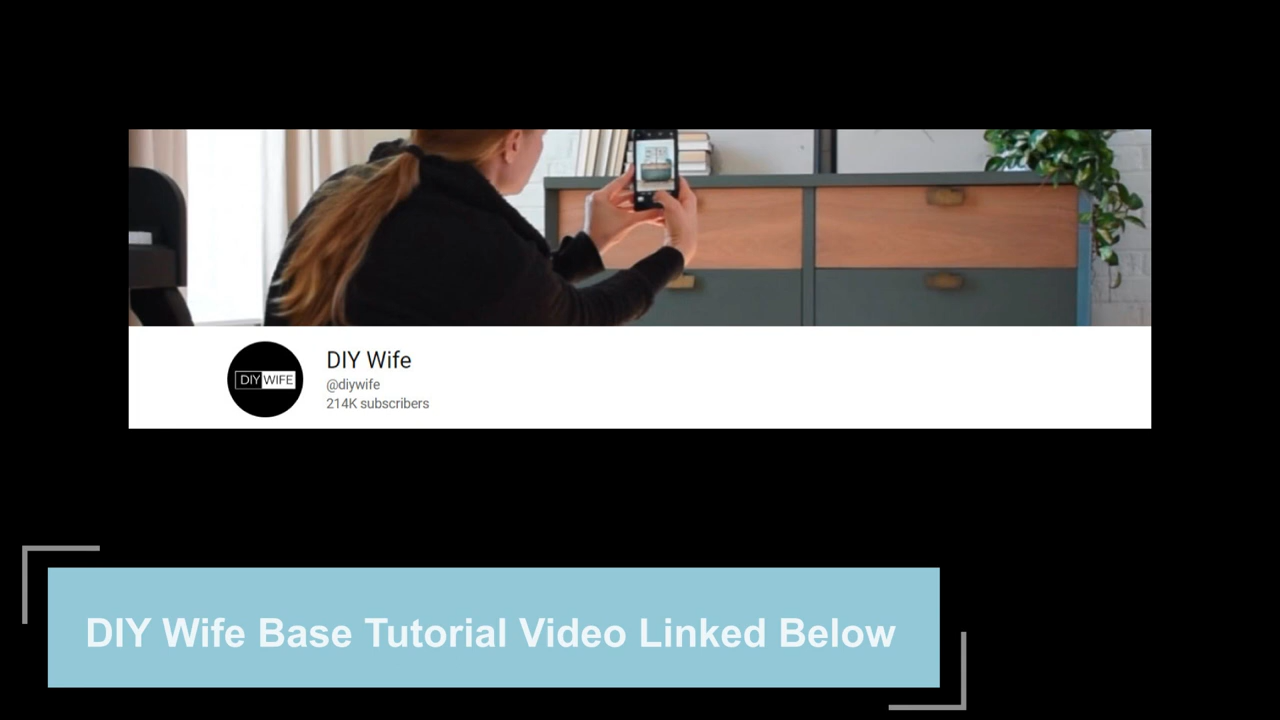 DIY WIFE
DIY Wife
@diywife
214K subscribers
DIY Wife Base Tutorial Video Linked Below